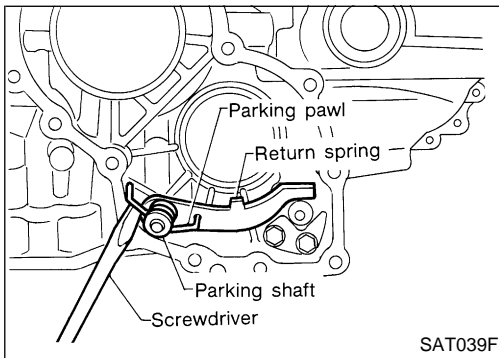 Parking pawl
Return spring
Parking shaft
Screwdriver
SAT039F